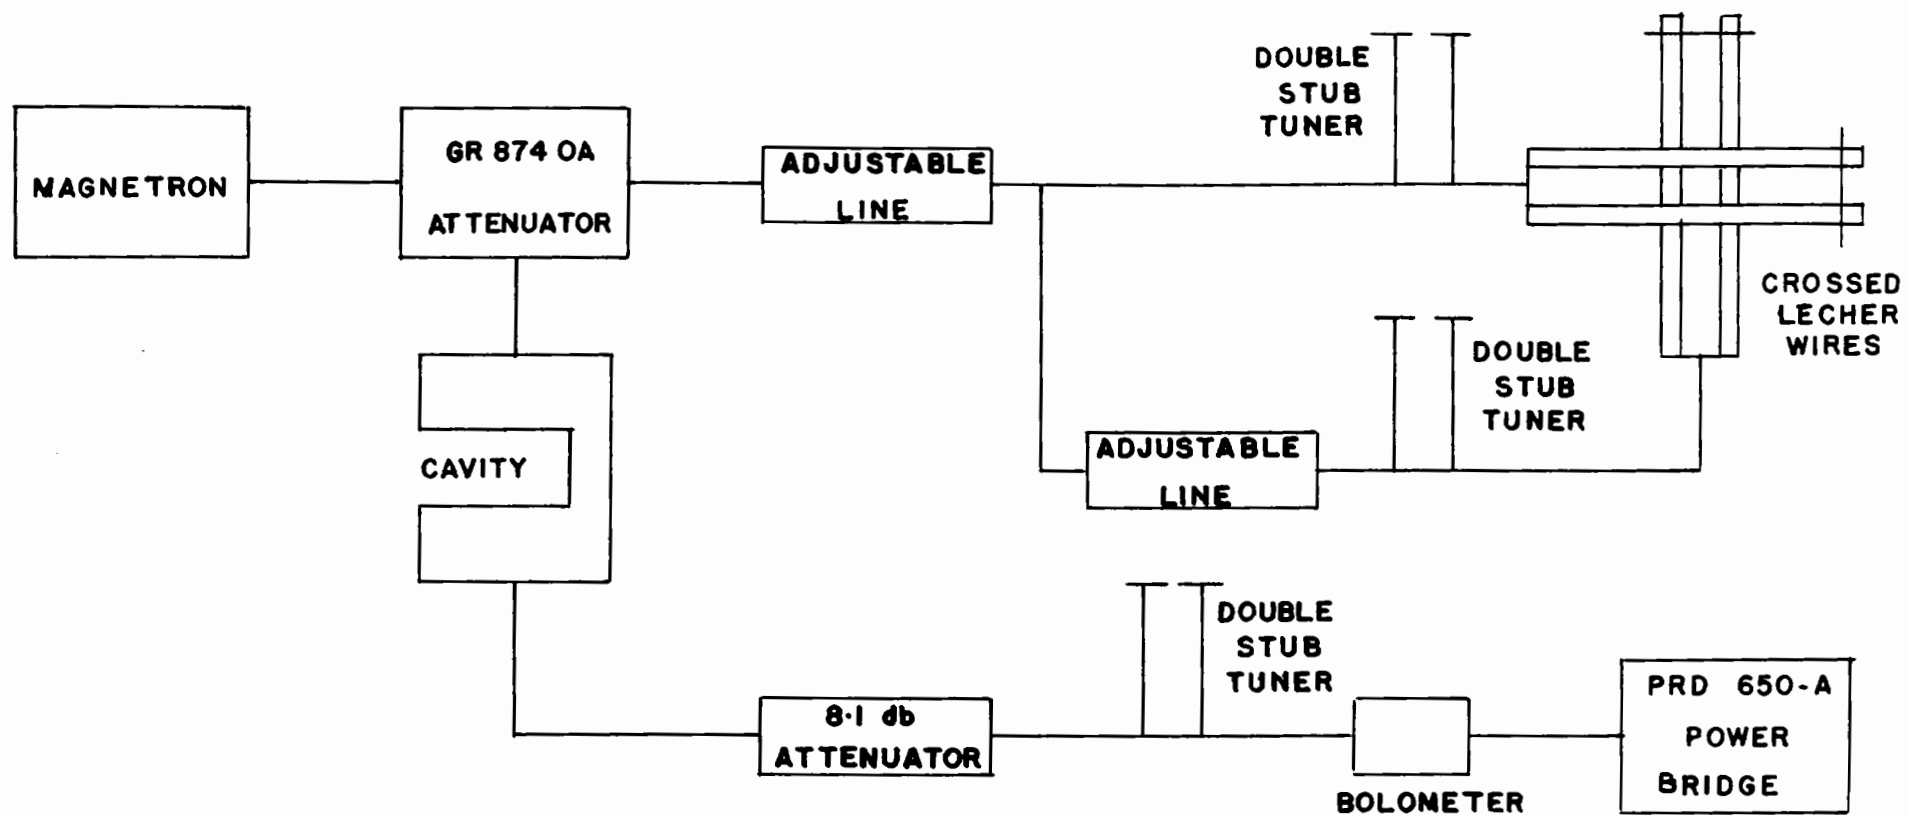 MAGNETRON
GR 874 OA
ATTENUATOR
ADJUSTABLE
LINE
DOUBLE
STUB
TUNER
CROSSED
LECHER
WIRES
DOUBLE
STUB
TUNER
ADJUSTABLE
LINE
CAVITY
8·1 db
ATTENUATOR
DOUBLE
STUB
TUNER
BOLOMETER
PRD 650-A
POWER
BRIDGE